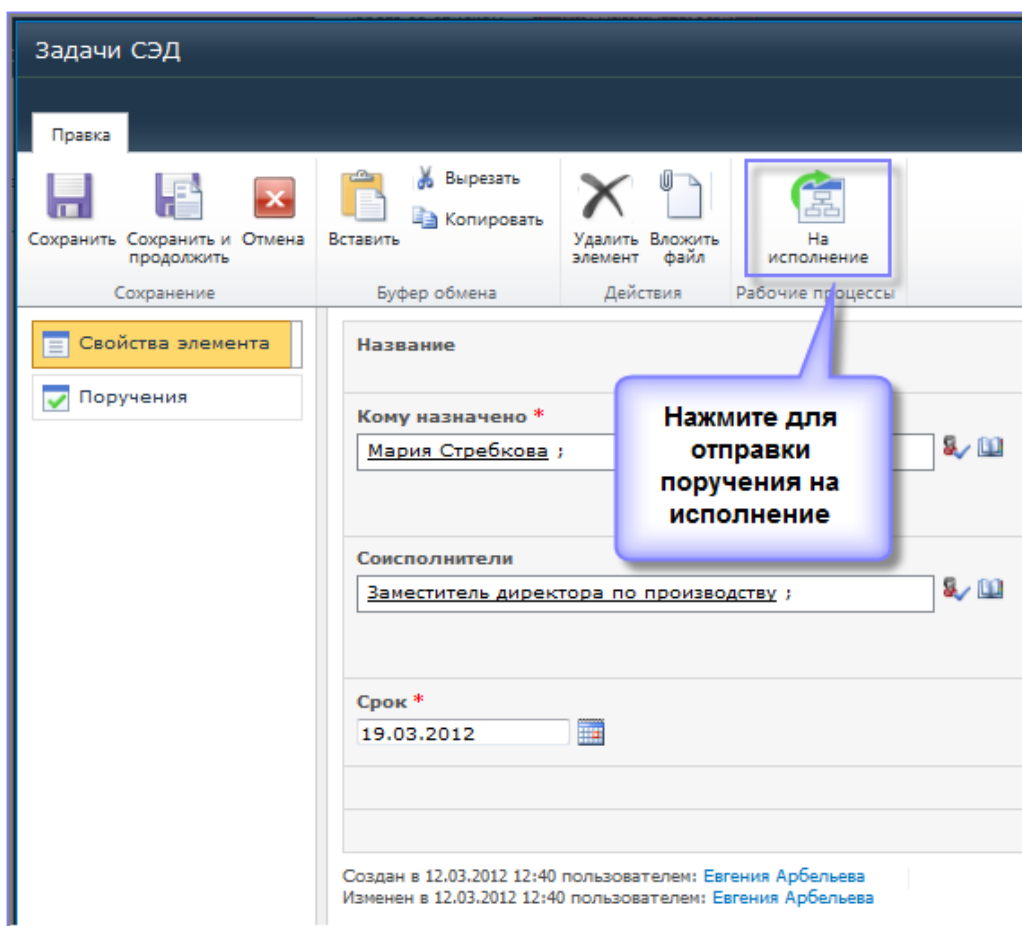 Задачи СЭД
Правка
Сохранить
Сохранить и
продолжить
Отмена
Вставить
Вырезать
Копировать
Удалить
элемент
Вложить
файл
На
исполнение
Сохранение
Буфер обмена
Действия
Рабочие процессы
Свойства элемента
Поручения
Название
Кому назначено *
Мария Стребкова ;
Нажмите для
отправки
поручения на
исполнение
Соисполнители
Заместитель директора по производству ;
Срок *
19.03.2012
Создан в 12.03.2012 12:40 пользователем: Евгения Арбельева
Изменен в 12.03.2012 12:40 пользователем: Евгения Арбельева